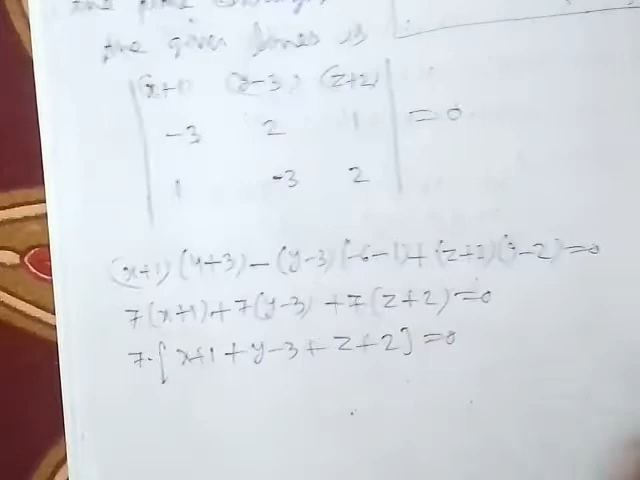 the given lines is
(x+1) (y-3) (z+2)
-3 2 1 = 0
1 -3 2
(x+1)(4+3)-(y-3)(-6-1)+(z+2)(9-2)=0
7(x+1)+7(y-3)+7(z+2)=0
7.[x+1+y-3+z+2]=0